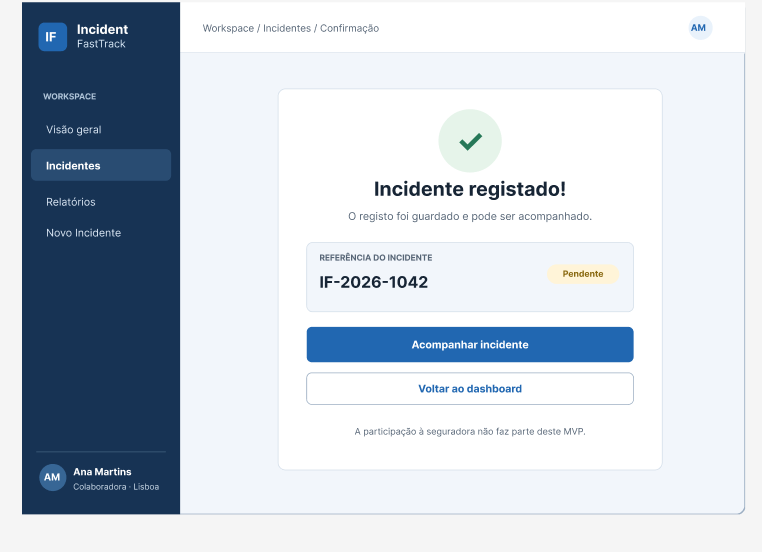 IF
Incident
FastTrack
WORKSPACE
Visão geral
Incidentes
Relatórios
Novo Incidente
AM
Ana Martins
Colaboradora · Lisboa
Workspace / Incidentes / Confirmação
AM
Incidente registado!
O registo foi guardado e pode ser acompanhado.
REFERÊNCIA DO INCIDENTE
IF-2026-1042
Pendente
Acompanhar incidente
Voltar ao dashboard
A participação à seguradora não faz parte deste MVP.